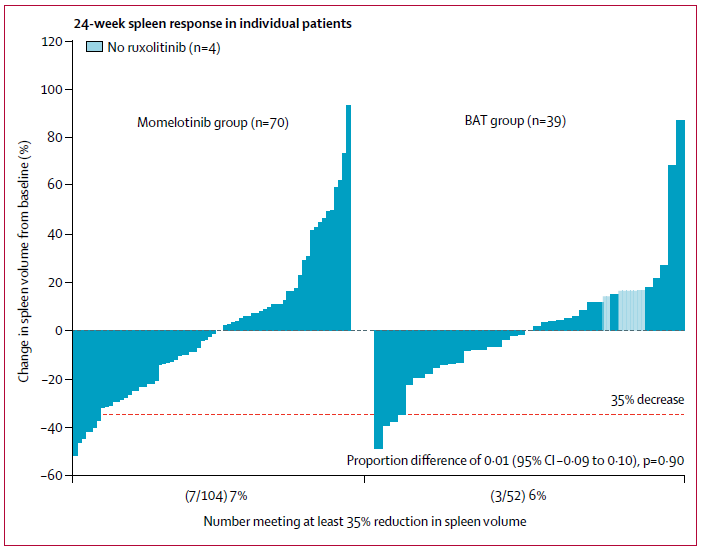 24-week spleen response in individual patients
No ruxolitinib (n=4)
Change in spleen volume from baseline (%)
120
100
80
60
40
20
0
−20
−40
−60
Momelotinib group (n=70)
BAT group (n=39)
35% decrease
Proportion difference of 0·01 (95% CI −0·09 to 0·10), p=0·90
(7/104) 7%
(3/52) 6%
Number meeting at least 35% reduction in spleen volume